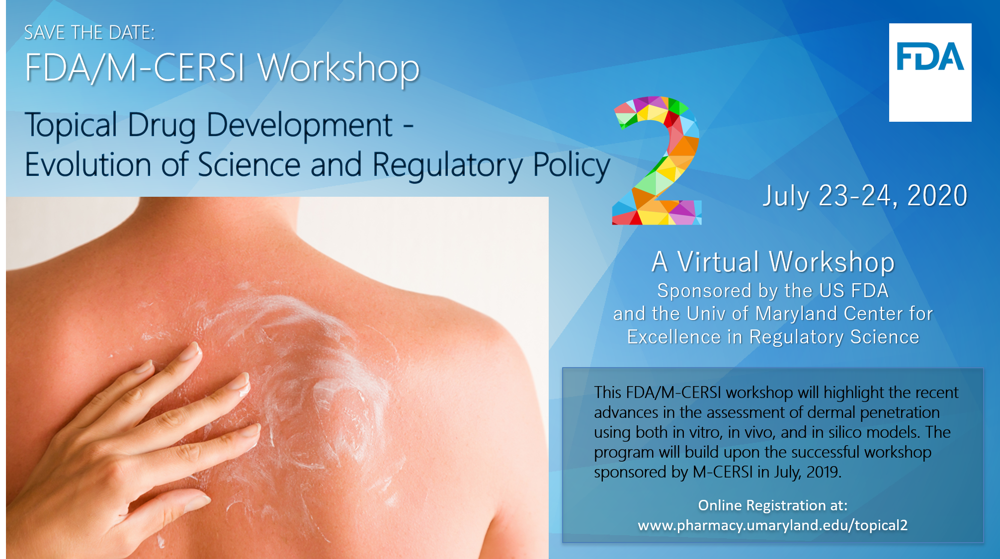 SAVE THE DATE:
FDA/M-CERSI Workshop
FDA
Topical Drug Development -
Evolution of Science and Regulatory Policy
2
July 23-24, 2020
A Virtual Workshop
Sponsored by the US FDA
and the Univ of Maryland Center for
Excellence in Regulatory Science
This FDA/M-CERSI workshop will highlight the recent
advances in the assessment of dermal penetration
using both in vitro, in vivo, and in silico models. The
program will build upon the successful workshop
sponsored by M-CERSI in July, 2019.
Online Registration at:
www.pharmacy.umaryland.edu/topical2